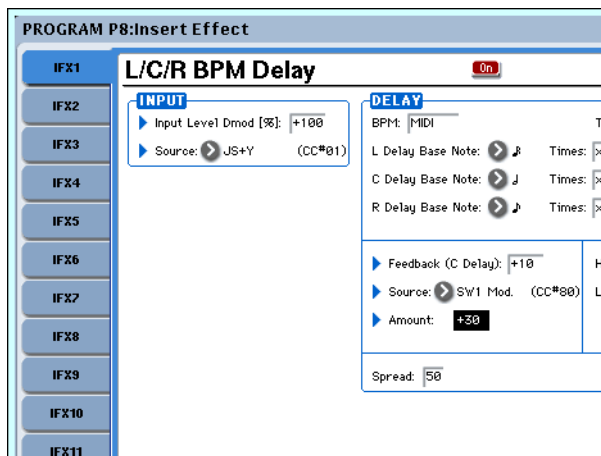 PROGRAM P8:Insert Effect
IFX1
IFX2
IFX3
IFX4
IFX5
IFX6
IFX7
IFX8
IFX9
IFX10
IFX11
L/C/R BPM Delay
On
INPUT
Input Level Dmod [%]: +100
Source: JS+Y (CC#01)
DELAY
BPM: MIDI T
L Delay Base Note: ♪ Times: ×
C Delay Base Note: ♩ Times: ×
R Delay Base Note: ♪ Times: ×
Feedback (C Delay): +10 H
Source: SW1 Mod. (CC#80) L
Amount: +30
Spread: 50